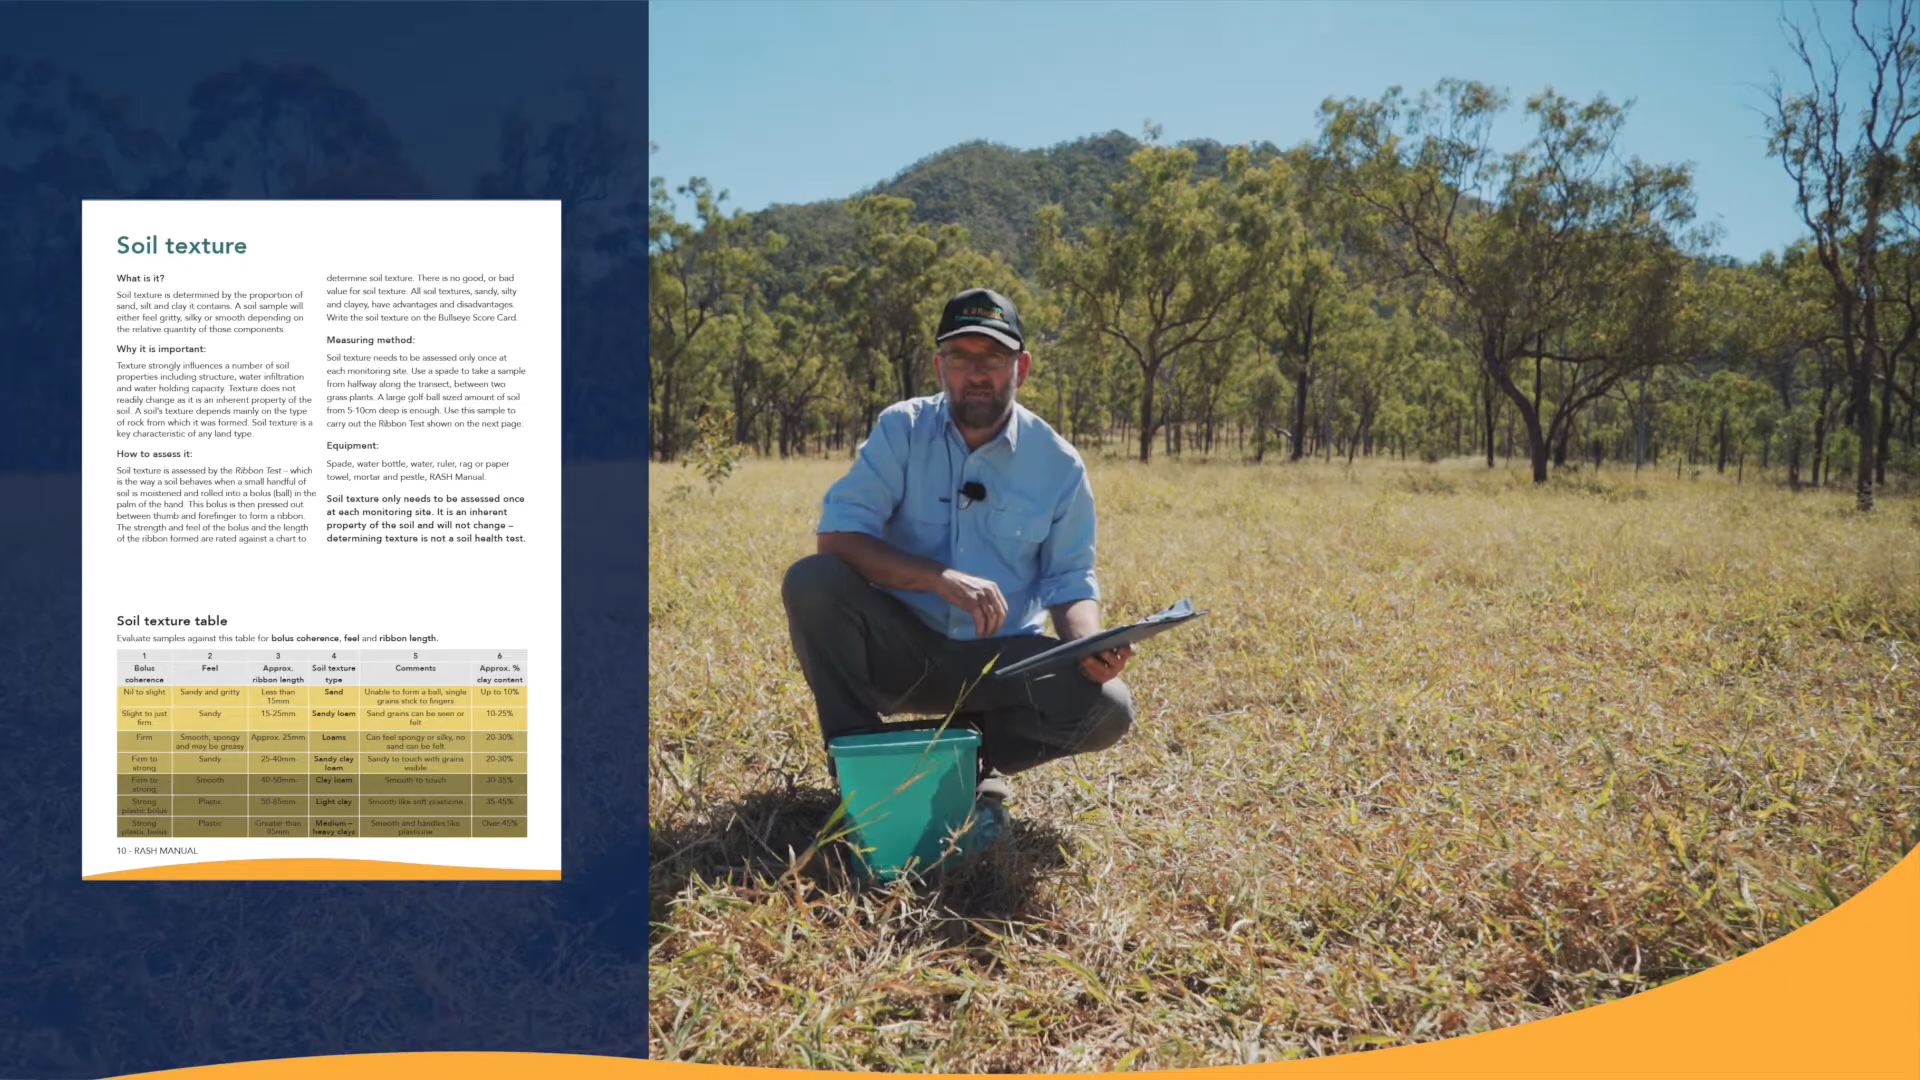 Soil texture
What is it?
Soil texture is determined by the proportion of
sand, silt and clay it contains. A soil sample will
either feel gritty, silky or smooth depending on
the relative quantity of those components.
Why it is important:
Texture strongly influences a number of soil
properties including structure, water infiltration
and water holding capacity. Texture does not
readily change as it is an inherent property of the
soil. A soil's texture depends mainly on the type
of rock from which it was formed. Soil texture is a
key characteristic of any land type.
How to assess it:
Soil texture is assessed by the Ribbon Test – which
is the way a soil behaves when a small handful of
soil is moistened and rolled into a bolus (ball) in the
palm of the hand. This bolus is then pressed out
between thumb and forefinger to form a ribbon.
The strength and feel of the bolus and the length
of the ribbon formed are rated against a chart to
determine soil texture. There is no good, or bad
value for soil texture. All soil textures, sandy, silty
and clayey, have advantages and disadvantages.
Write the soil texture on the Bullseye Score Card.
Measuring method:
Soil texture needs to be assessed only once at
each monitoring site. Use a spade to take a sample
from halfway along the transect, between two
grass plants. A large golf-ball sized amount of soil
from 5-10cm deep is enough. Use this sample to
carry out the Ribbon Test shown on the next page.
Equipment:
Spade, water bottle, water, ruler, rag or paper
towel, mortar and pestle, RASH Manual.
Soil texture only needs to be assessed once
at each monitoring site. It is an inherent
property of the soil and will not change –
determining texture is not a soil health test.
Soil texture table
Evaluate samples against this table for bolus coherence, feel and ribbon length.
1 2 3 4 5 6
Bolus Feel Approx. Soil texture Comments Approx. %
coherence ribbon length type clay content
Nil to slight Sandy and gritty Less than Sand Unable to form a ball, single Up to 10%
15mm grains stick to fingers
Slight to just Sandy 15-25mm Sandy loam Sand grains can be seen or 10-25%
firm felt
Firm Smooth, spongy Approx. 25mm Loams Can feel spongy or silky, no 20-30%
and may be greasy sand can be felt
Firm to Sandy 25-40mm Sandy clay Sandy to touch with grains 20-30%
strong loam visible
Firm to Smooth 40-50mm Clay loam Smooth to touch 30-35%
strong
Strong Plastic 50-85mm Light clay Smooth like soft plasticine 35-45%
plastic bolus
Strong Plastic Greater than Medium – Smooth and handles like Over 45%
plastic bolus 85mm heavy clays plasticine
10 - RASH MANUAL